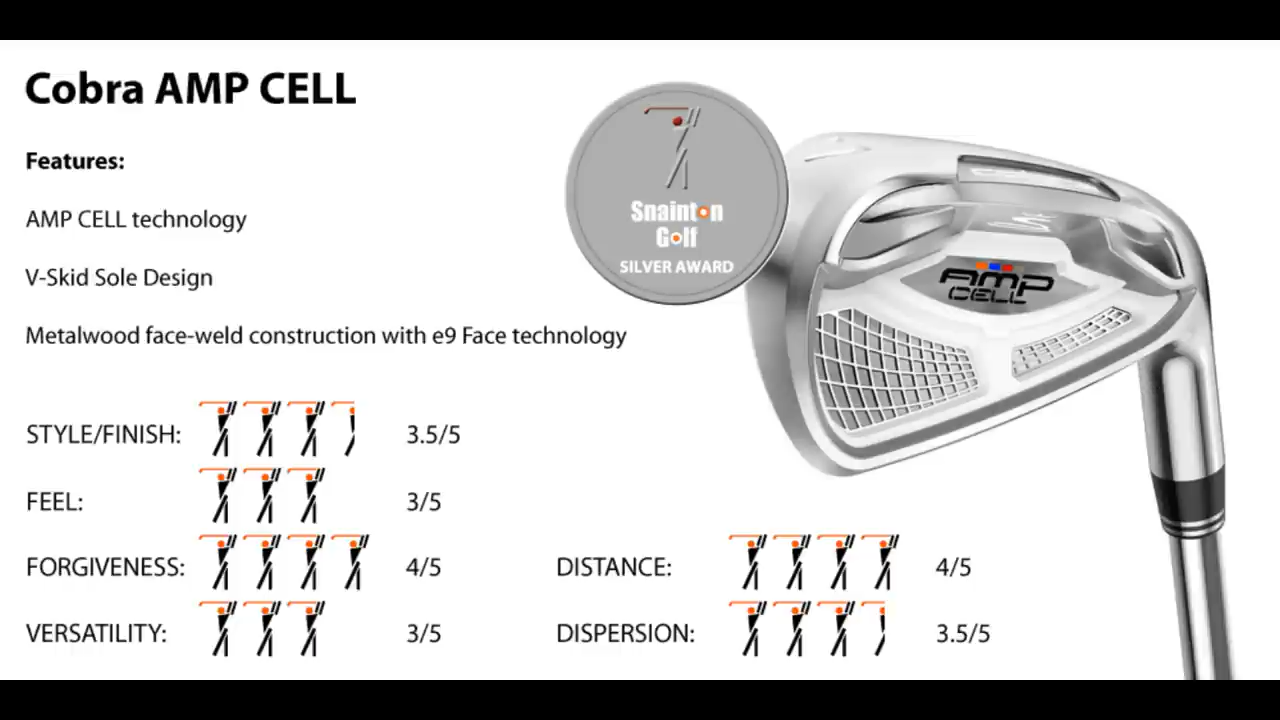 Cobra AMP CELL
Features:
AMP CELL technology
V-Skid Sole Design
Metalwood face-weld construction with e9 Face technology
Snainton
Golf
SILVER AWARD
AMP
CELL
STYLE/FINISH: 3.5/5
FEEL: 3/5
FORGIVENESS: 4/5
DISTANCE: 4/5
VERSATILITY: 3/5
DISPERSION: 3.5/5